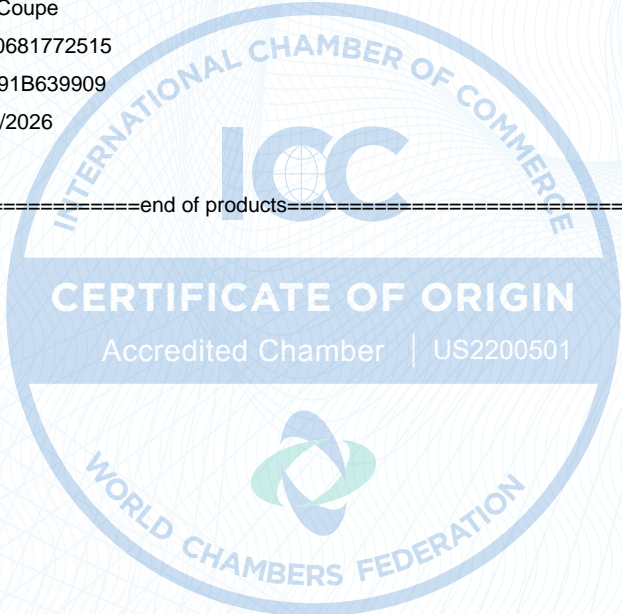 Coupe
0681772515
91B639909
/2026
============end of products===========================
INTERNATIONAL CHAMBER OF COMMERCE
ICC
CERTIFICATE OF ORIGIN
Accredited Chamber | US2200501
WORLD CHAMBERS FEDERATION